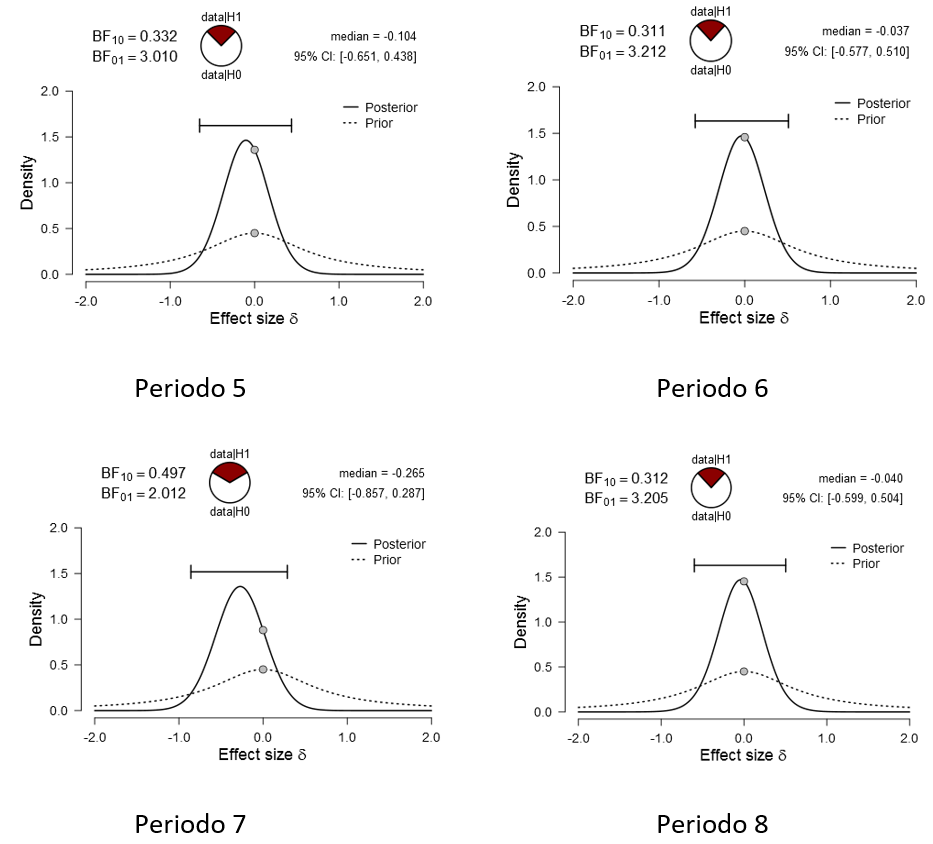 data|H1
BF10 = 0.332
BF01 = 3.010
median = -0.104
95% CI: [-0.651, 0.438]
data|H0
Posterior
Prior
2.0
1.5
1.0
0.5
0.0
Density
-2.0 -1.0 0.0 1.0 2.0
Effect size δ
Periodo 5
data|H1
BF10 = 0.311
BF01 = 3.212
median = -0.037
95% CI: [-0.577, 0.510]
data|H0
Posterior
Prior
2.0
1.5
1.0
0.5
0.0
Density
-2.0 -1.0 0.0 1.0 2.0
Effect size δ
Periodo 6
data|H1
BF10 = 0.497
BF01 = 2.012
median = -0.265
95% CI: [-0.857, 0.287]
data|H0
Posterior
Prior
2.0
1.5
1.0
0.5
0.0
Density
-2.0 -1.0 0.0 1.0 2.0
Effect size δ
Periodo 7
data|H1
BF10 = 0.312
BF01 = 3.205
median = -0.040
95% CI: [-0.599, 0.504]
data|H0
Posterior
Prior
2.0
1.5
1.0
0.5
0.0
Density
-2.0 -1.0 0.0 1.0 2.0
Effect size δ
Periodo 8